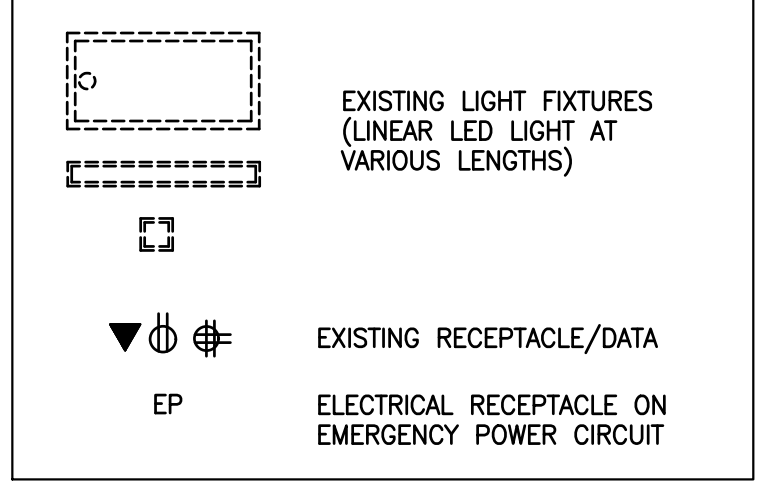 EXISTING LIGHT FIXTURES
(LINEAR LED LIGHT AT
VARIOUS LENGTHS)
EXISTING RECEPTACLE/DATA
EP ELECTRICAL RECEPTACLE ON
EMERGENCY POWER CIRCUIT